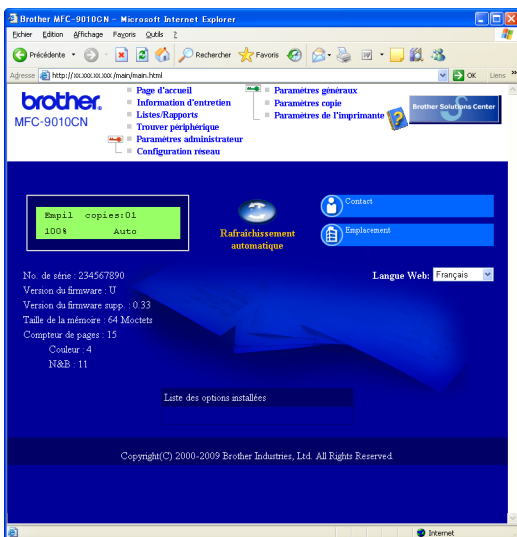 Brother MFC-9010CN - Microsoft Internet Explorer
Fichier Edition Affichage Favoris Outils ?
Précédente Rechercher Favoris
Adresse http://xx.xxx.xx.xxx/main/main.html OK Liens »
brother.
MFC-9010CN
Page d'accueil
Information d'entretien
Listes/Rapports
Trouver périphérique
Paramètres administrateur
Configuration réseau
Paramètres généraux
Paramètres copie
Paramètres de l'imprimante
Brother Solutions Center
Empil copies:01
100% Auto
Rafraîchissement
automatique
Contact
Emplacement
No. de série : 234567890
Version du firmware : U
Version du firmware supp. : 0.33
Taille de la mémoire : 64 Moctets
Compteur de pages : 15
Couleur : 4
N&B : 11
Langue Web: Français
Liste des options installées
Copyright(C) 2000-2009 Brother Industries, Ltd. All Rights Reserved.
Internet